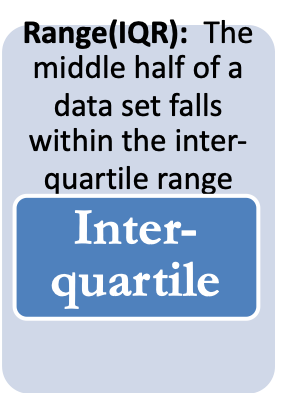 Range(IQR): The
middle half of a
data set falls
within the inter-
quartile range
Inter-
quartile